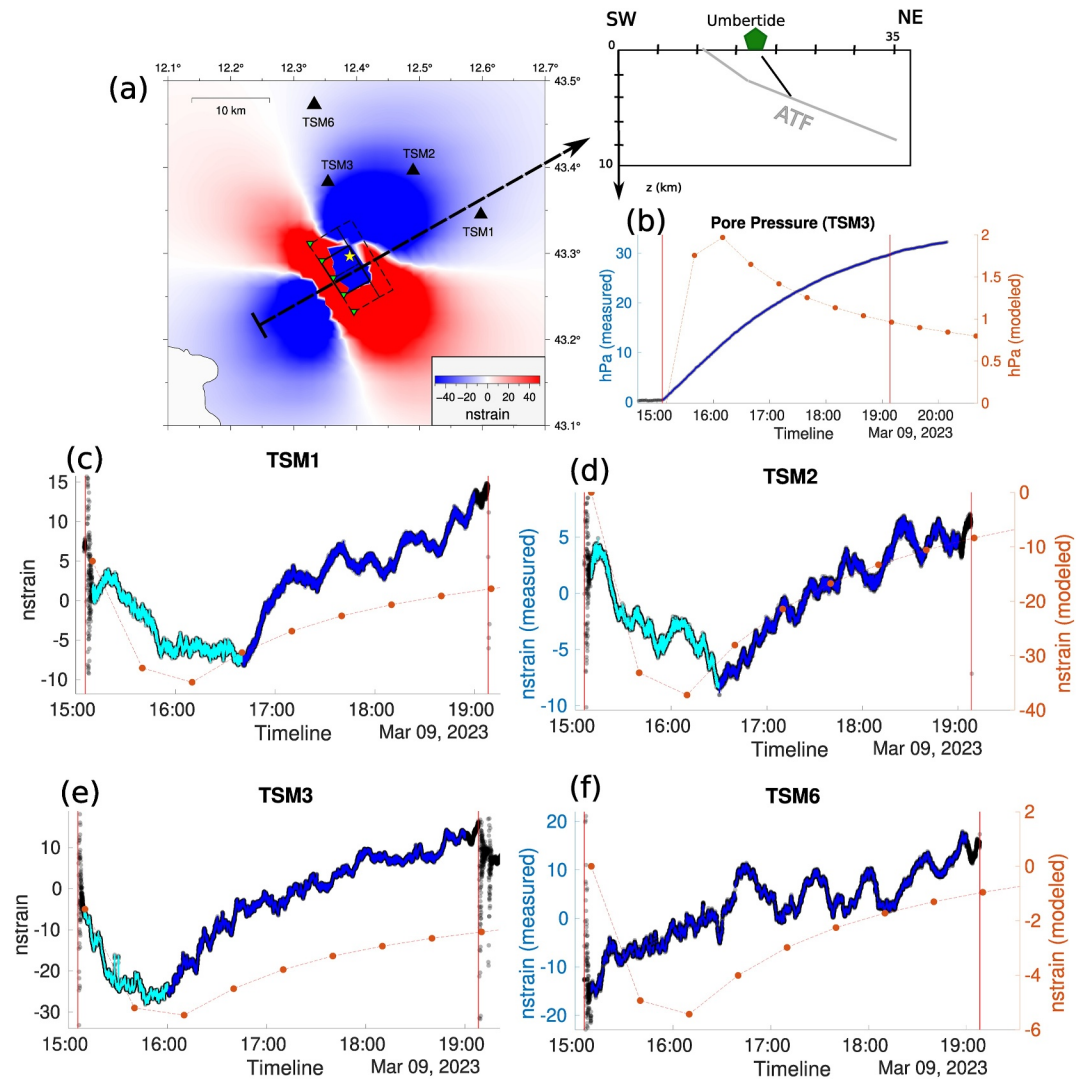 SW
Umbertide
NE
0
35
ATF
10
z (km)
(a)
12.1° 12.2° 12.3° 12.4° 12.5° 12.6° 12.7°
43.5°
10 km
TSM6
43.4°
TSM3
TSM2
TSM1
43.3°
43.2°
43.1°
−40 −20 0 20 40
nstrain
(b)
Pore Pressure (TSM3)
hPa (measured)
30
20
10
0
2
1.5
1
0.5
0
hPa (modeled)
15:00 16:00 17:00 18:00 19:00 20:00
Timeline
Mar 09, 2023
(c)
TSM1
nstrain
15
10
5
0
-5
-10
15:00 16:00 17:00 18:00 19:00
Timeline
Mar 09, 2023
(d)
TSM2
nstrain (measured)
5
0
-5
-10
0
-10
-20
-30
-40
nstrain (modeled)
15:00 16:00 17:00 18:00 19:00
Timeline
Mar 09, 2023
(e)
TSM3
nstrain
10
0
-10
-20
-30
15:00 16:00 17:00 18:00 19:00
Timeline
Mar 09, 2023
(f)
TSM6
nstrain (measured)
20
10
0
-10
-20
2
0
-2
-4
-6
nstrain (modeled)
15:00 16:00 17:00 18:00 19:00
Timeline
Mar 09, 2023